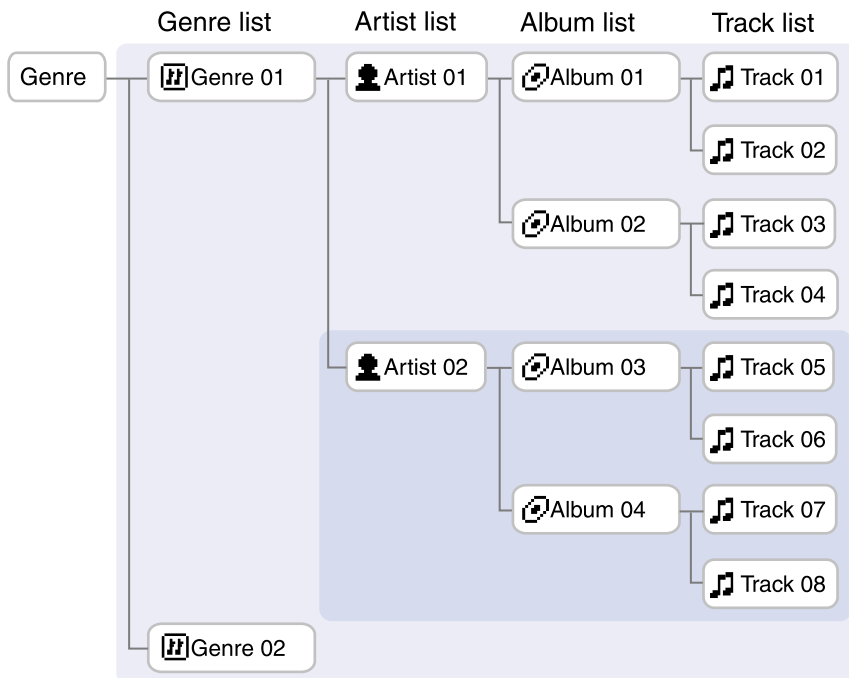 Genre list Artist list Album list Track list
Genre Genre 01 Artist 01 Album 01 Track 01
Track 02
Album 02 Track 03
Track 04
Artist 02 Album 03 Track 05
Track 06
Album 04 Track 07
Track 08
Genre 02